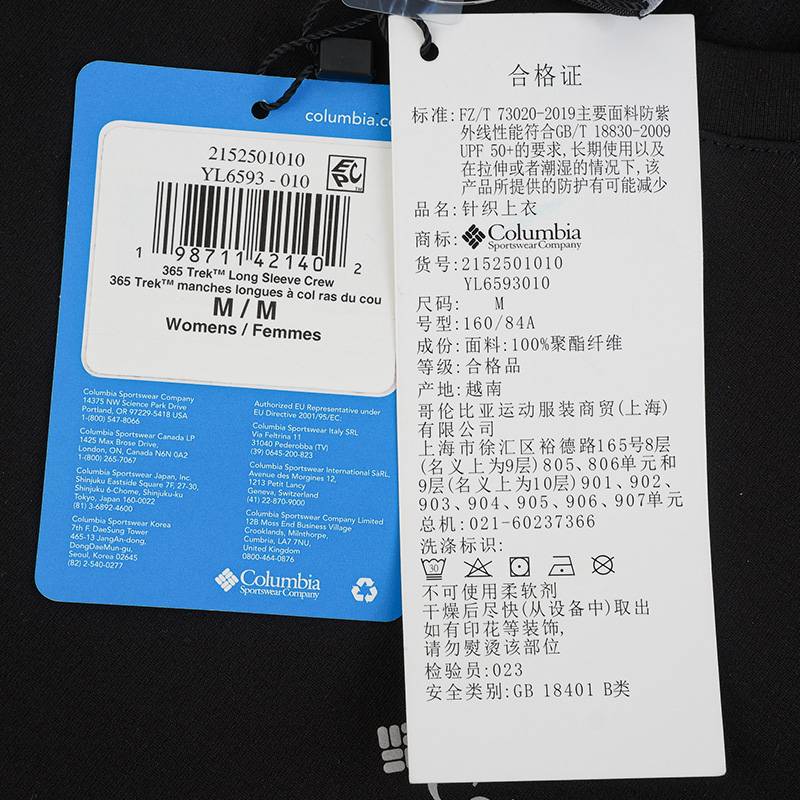 columbia.co
2152501010
YL6593 - 010
EPC™
1 98711 42140 2
365 Trek™ Long Sleeve Crew
365 Trek™ manches longues à col ras du cou
M / M
Womens / Femmes
Columbia Sportswear Company
14375 NW Science Park Drive
Portland, OR 97229-5418 USA
1-800-547-8066
Columbia Sportswear Canada LP
1425 Max Brose Drive,
London, ON, Canada N6N 0A2
1-800-265-7067
Columbia Sportswear Japan, Inc.
Shinjuku Eastside Square 7F, 27-30,
Shinjuku 6-Chome, Shinjuku-ku
Tokyo, Japan 160-0022
(81) 3-6892-4600
Columbia Sportswear Korea
7th F. DaeSung Tower
465-13 JangAn-dong,
DongDaeMun-gu,
Seoul, Korea 02645
(82) 2-540-0277
Authorized EU Representative under
EU Directive 2001/95/EC:
Columbia Sportswear Italy SRL
Via Feltrina 11
31040 Pederobba (TV)
(39) 0645-200-823
Columbia Sportswear International SàRL,
Avenue des Morgines 12,
1213 Petit Lancy
Geneva, Switzerland
(41) 22-870-9000
Columbia Sportswear Company Limited
12B Moss End Business Village
Crooklands, Milnthorpe,
Cumbria, LA7 7NU,
United Kingdom
0800-464-0876
Columbia
Sportswear Company
合格证
标准: FZ/T 73020-2019主要面料防紫
外线性能符合GB/T 18830-2009
UPF 50+的要求,长期使用以及
在拉伸或者潮湿的情况下,该
产品所提供的防护有可能减少
品名: 针织上衣
商标: Columbia
Sportswear Company
货号: 2152501010
YL6593010
尺码: M
号型: 160/84A
成份: 面料: 100%聚酯纤维
等级: 合格品
产地: 越南
哥伦比亚运动服装商贸(上海)
有限公司
上海市徐汇区裕德路165号8层
(名义上为9层) 805、806单元和
9层(名义上为10层) 901、902、
903、904、905、906、907单元
总机: 021-60237366
洗涤标识:
30
不可使用柔软剂
干燥后尽快(从设备中)取出
如有印花等装饰,
请勿熨烫该部位
检验员: 023
安全类别: GB 18401 B类